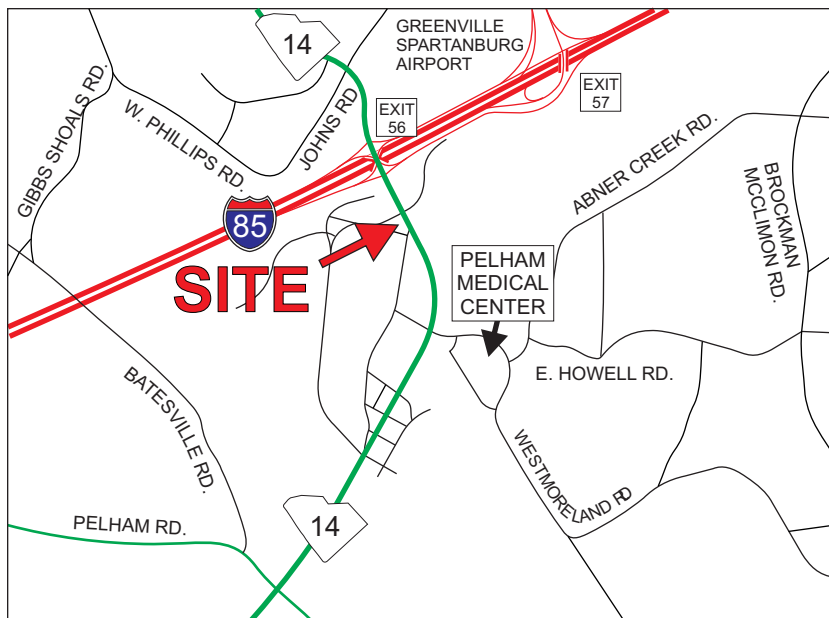 14
GREENVILLE
SPARTANBURG
AIRPORT
EXIT
56
EXIT
57
GIBBS SHOALS RD.
W. PHILLIPS RD.
JOHNS RD
ABNER CREEK RD.
BROCKMAN
MCCLIMON RD.
85
SITE
PELHAM
MEDICAL
CENTER
E. HOWELL RD.
BATESVILLE RD.
WESTMORELAND RD
14
PELHAM RD.